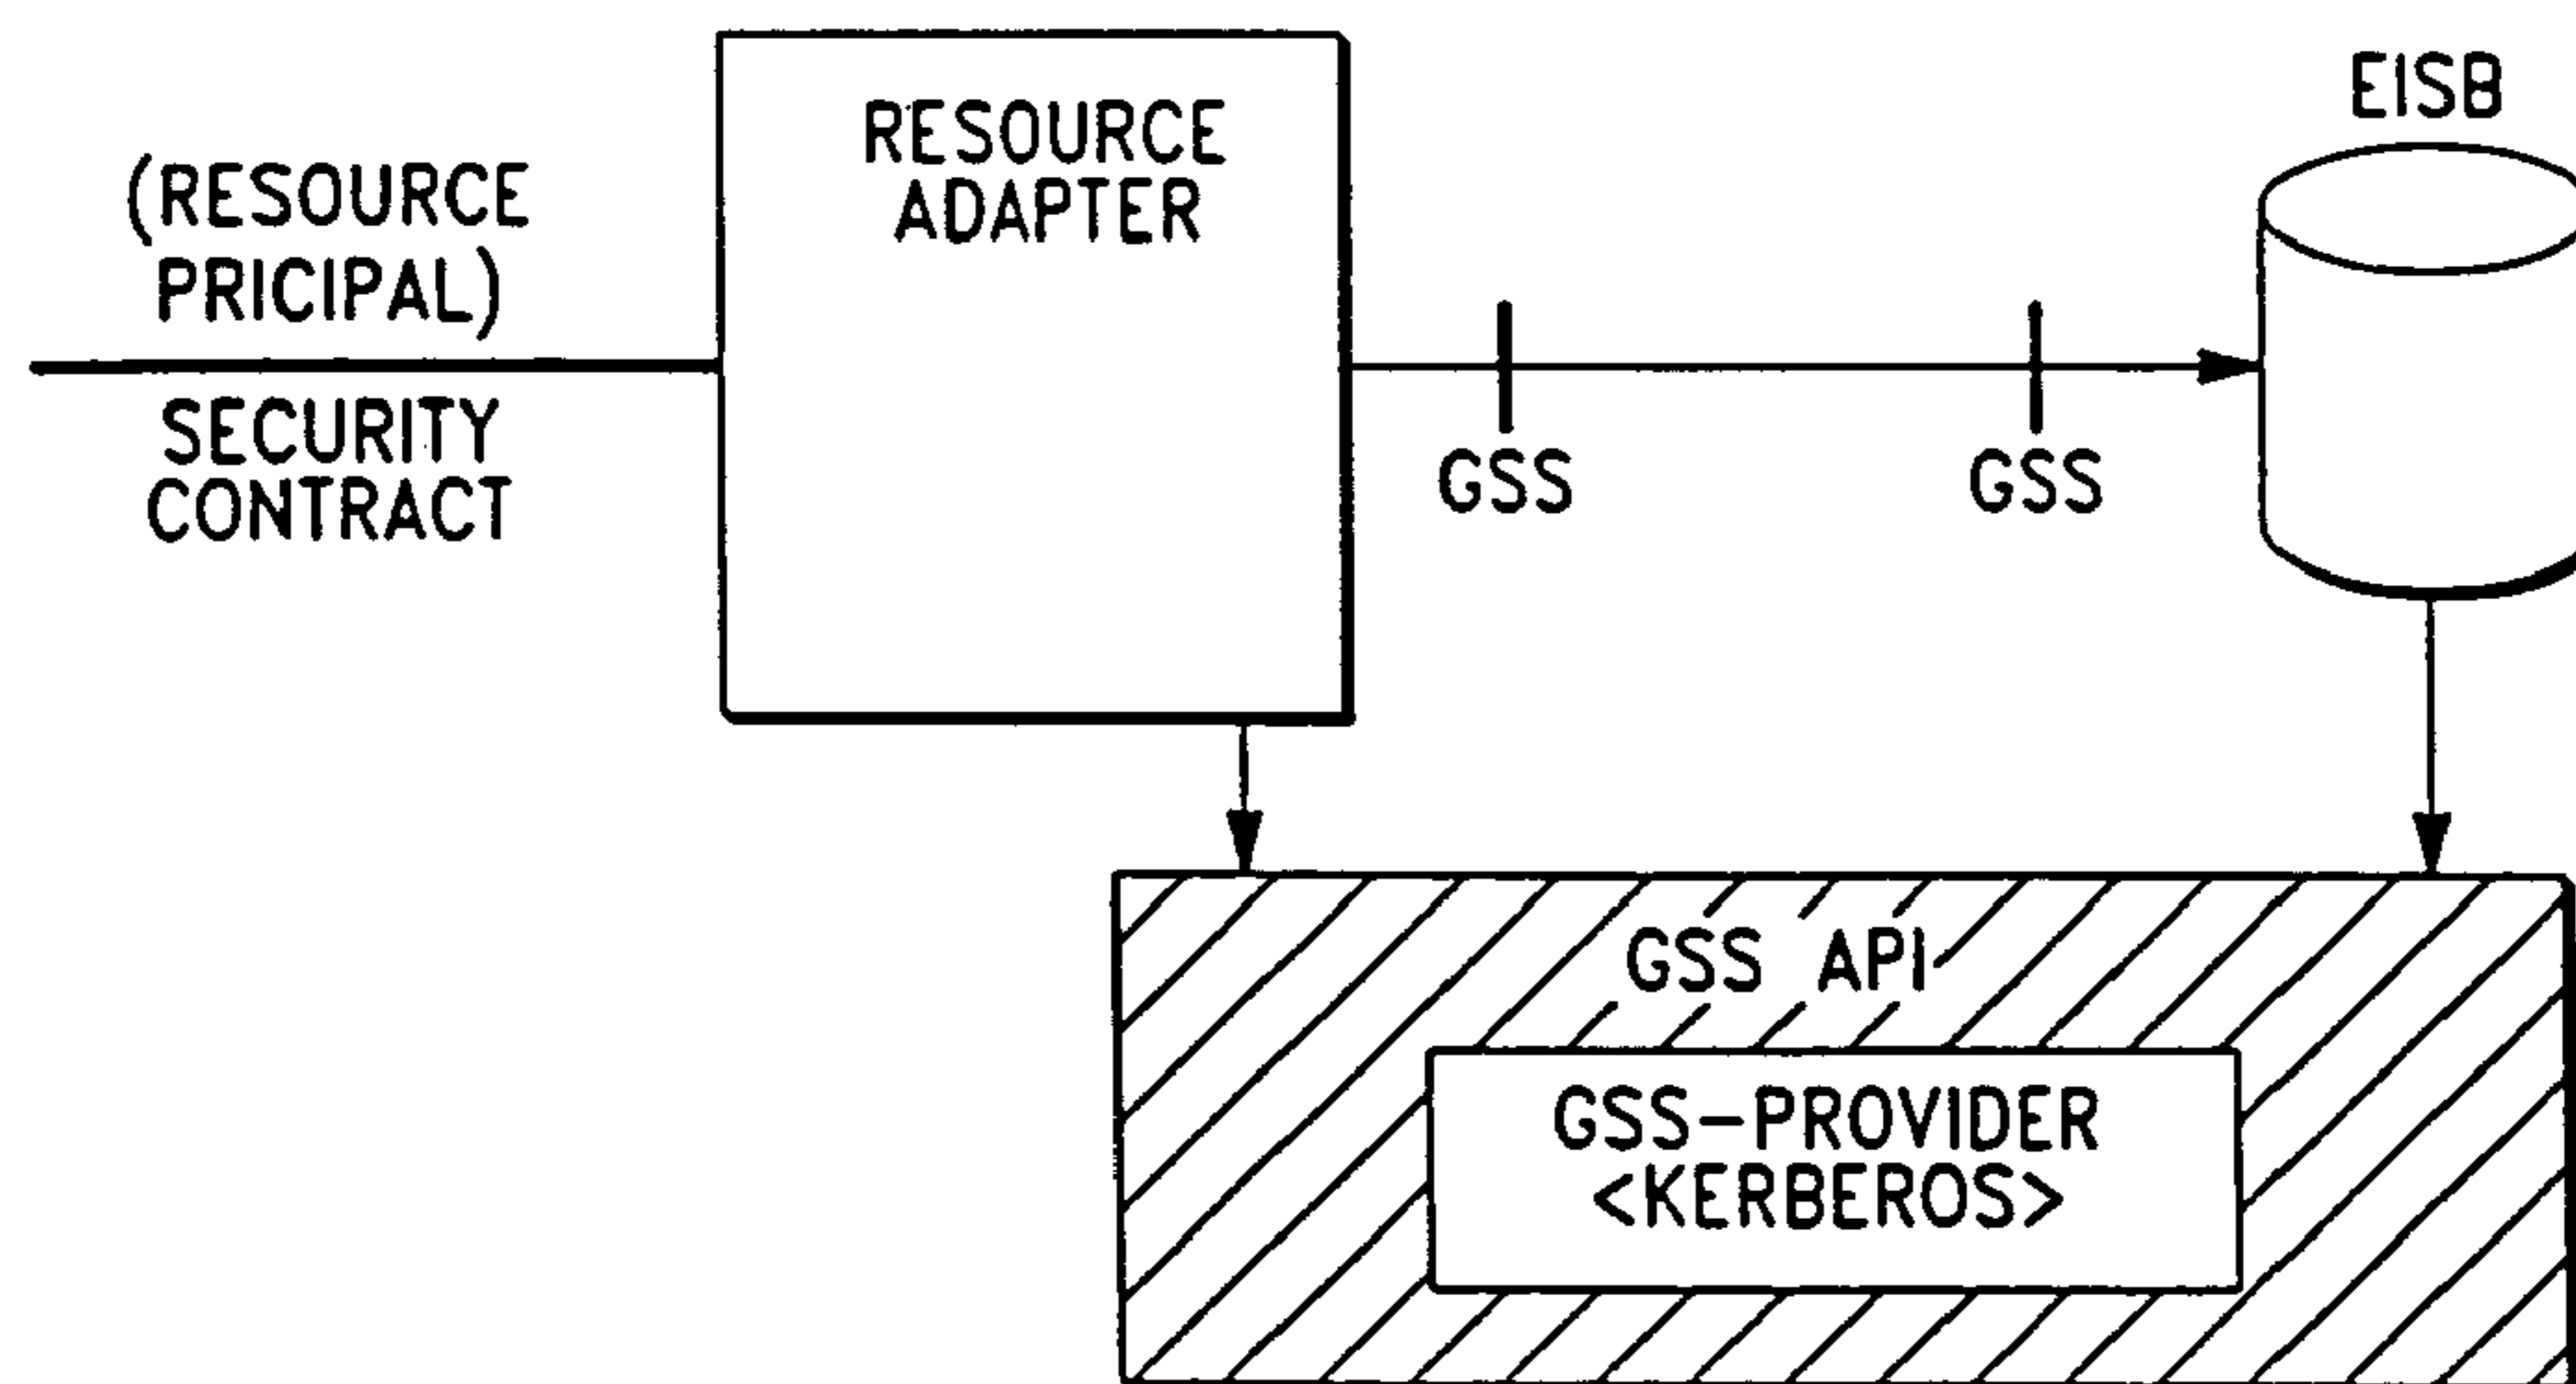 EISB
RESOURCE
ADAPTER
(RESOURCE
PRICIPAL)
SECURITY
CONTRACT
GSS
GSS
GSS API
GSS-PROVIDER
<KERBEROS>